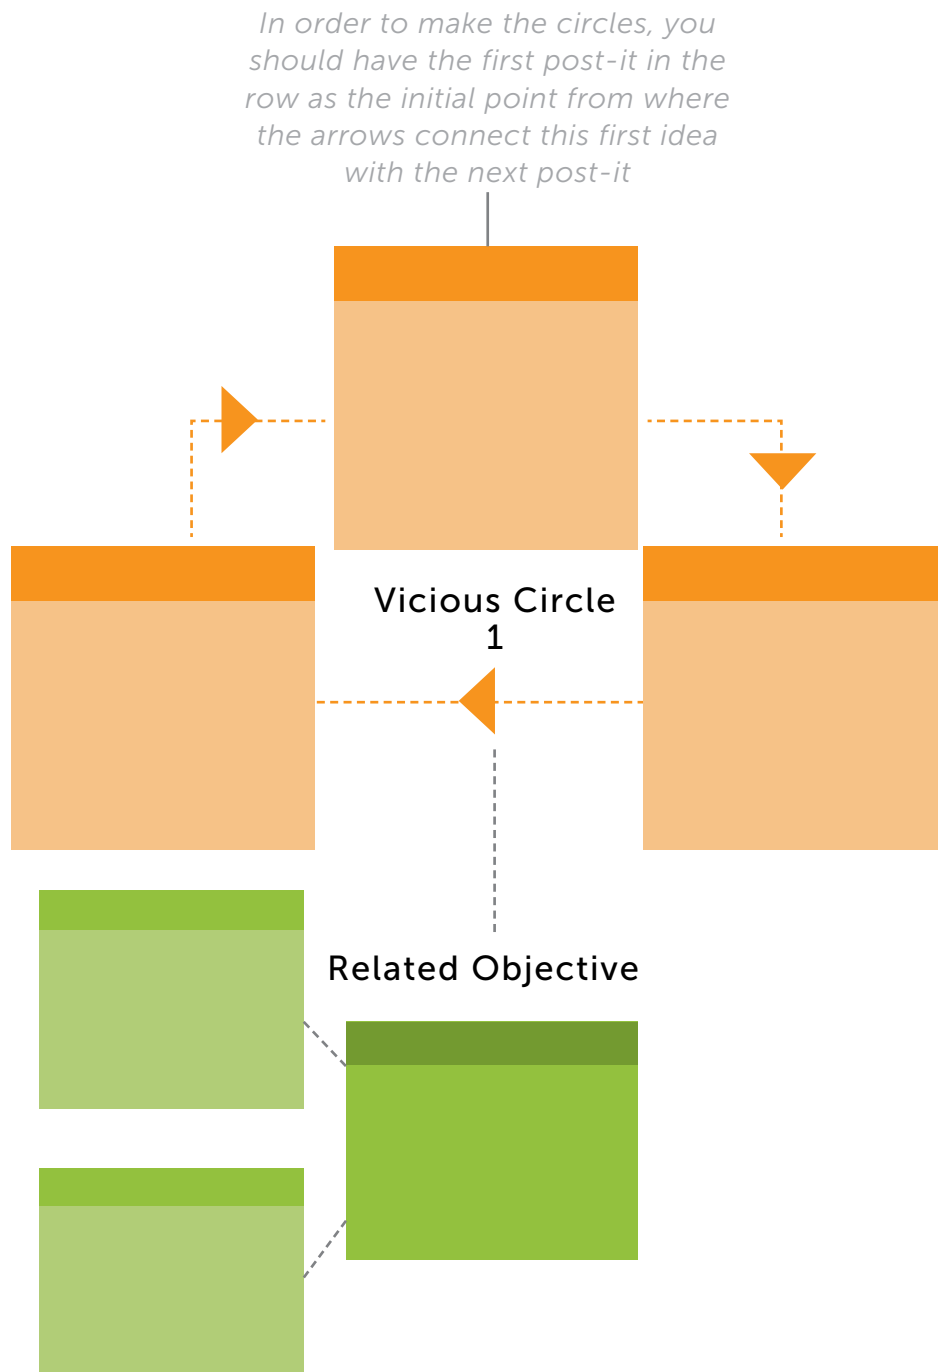 In order to make the circles, you
should have the first post-it in the
row as the initial point from where
the arrows connect this first idea
with the next post-it
Vicious Circle
1
Related Objective